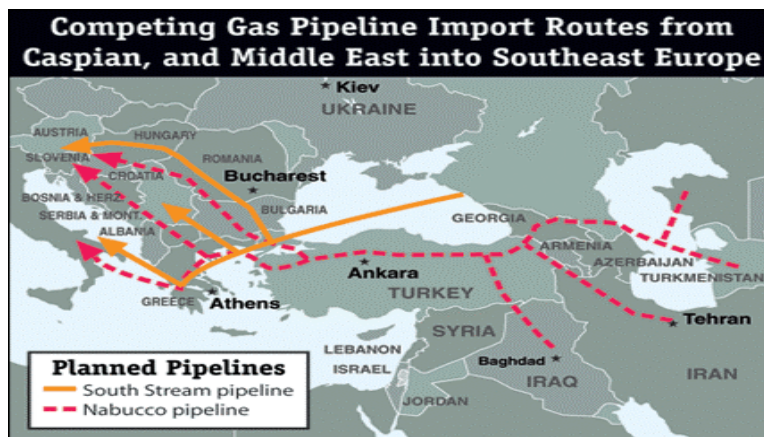 Competing Gas Pipeline Import Routes from
Caspian, and Middle East into Southeast Europe
Kiev
UKRAINE
AUSTRIA
HUNGARY
SLOVENIA
ROMANIA
CROATIA
Bucharest
BOSNIA & HERZ.
SERBIA & MONT.
BULGARIA
ALBANIA
GEORGIA
ARMENIA
AZERBAIJAN
TURKMENISTAN
Ankara
TURKEY
GREECE
Athens
Tehran
SYRIA
LEBANON
ISRAEL
Baghdad
IRAQ
IRAN
JORDAN
Planned Pipelines
South Stream pipeline
Nabucco pipeline